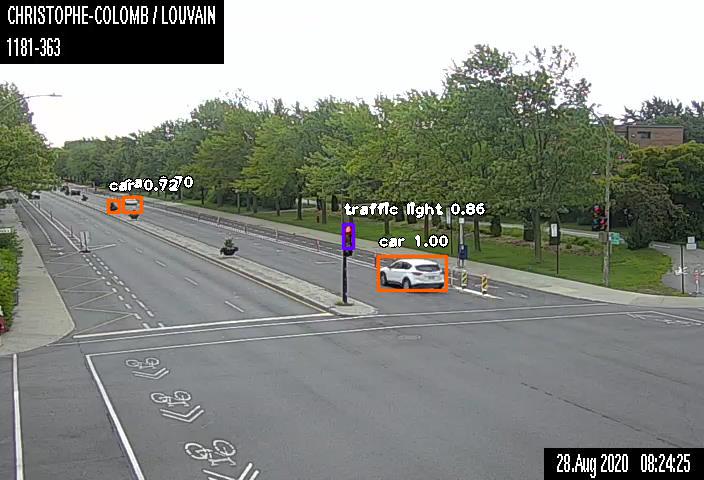 CHRISTOPHE-COLOMB / LOUVAIN
1181-363
car 0.72
70
traffic light 0.86
car 1.00
28.Aug 2020 08:24:25